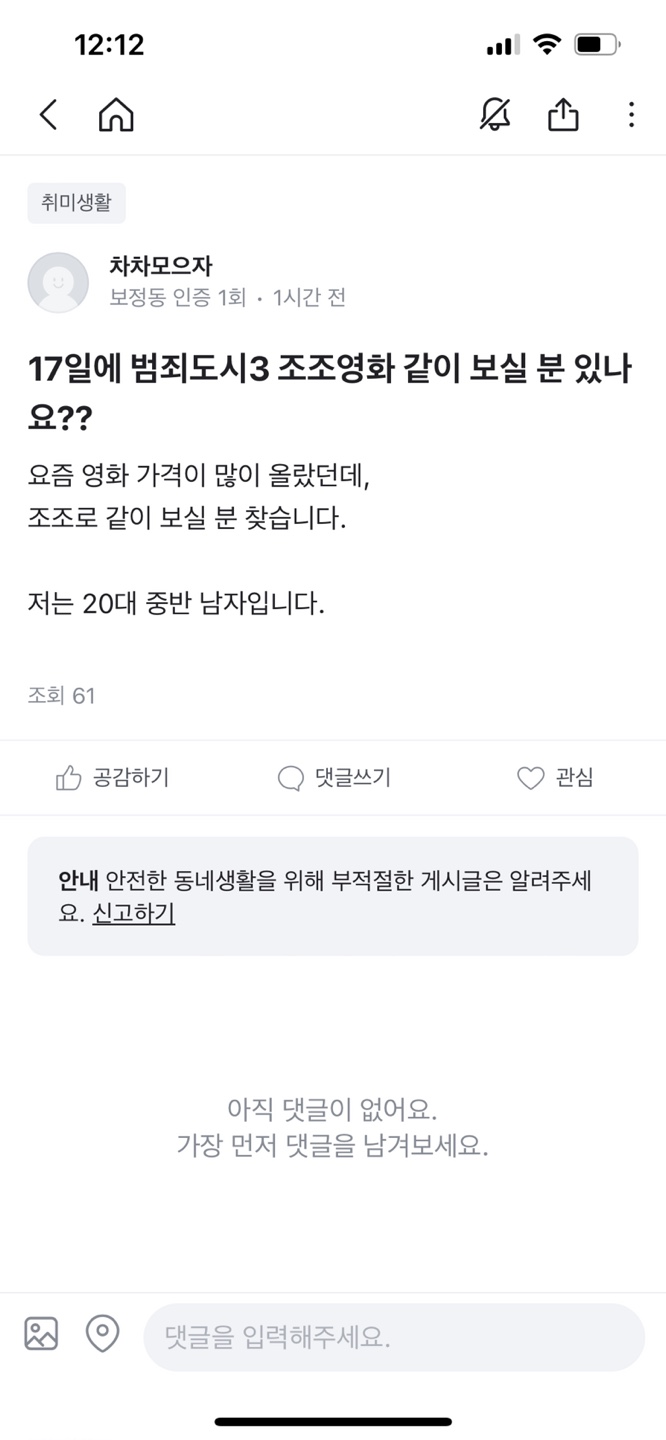 12:12
취미생활
차차모으자
보정동 인증 1회 • 1시간 전
17일에 범죄도시3 조조영화 같이 보실 분 있나
요??
요즘 영화 가격이 많이 올랐던데,
조조로 같이 보실 분 찾습니다.
저는 20대 중반 남자입니다.
조회 61
공감하기
댓글쓰기
관심
안내 안전한 동네생활을 위해 부적절한 게시글은 알려주세
요. 신고하기
아직 댓글이 없어요.
가장 먼저 댓글을 남겨보세요.
댓글을 입력해주세요.